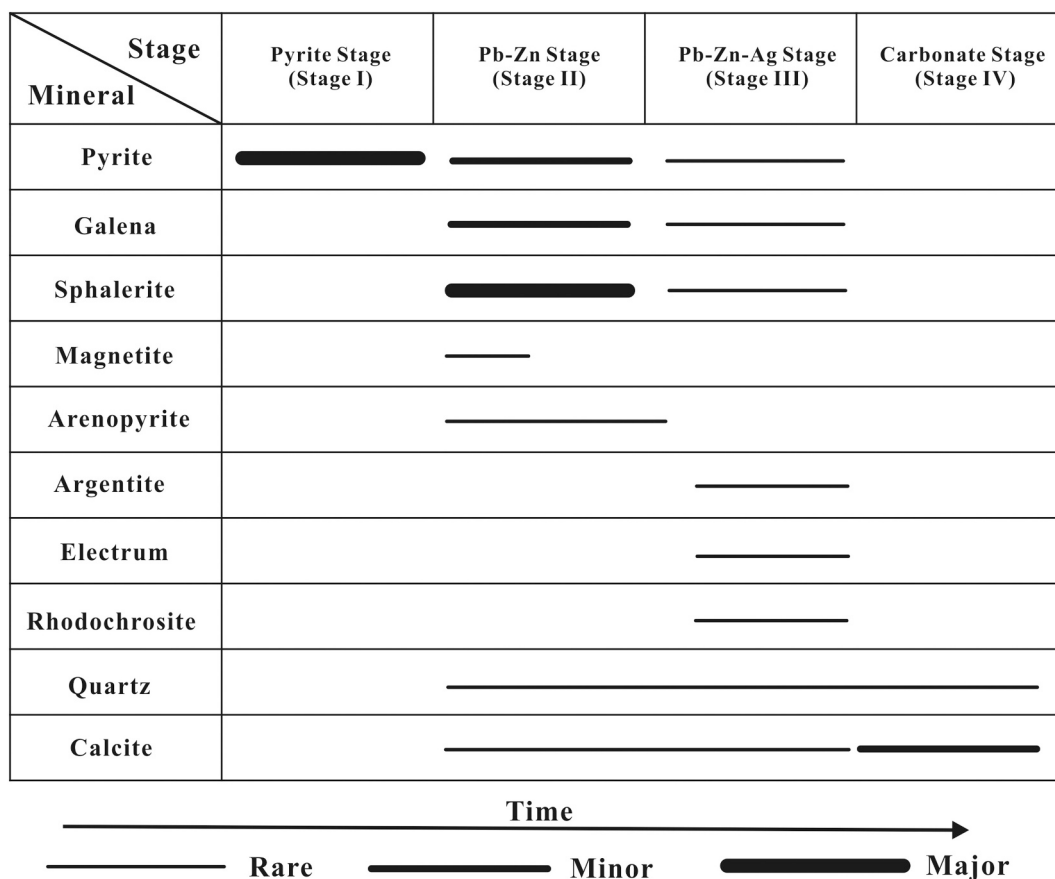 Stage
Mineral
Pyrite Stage
(Stage I)
Pb-Zn Stage
(Stage II)
Pb-Zn-Ag Stage
(Stage III)
Carbonate Stage
(Stage IV)
Pyrite
Galena
Sphalerite
Magnetite
Arenopyrite
Argentite
Electrum
Rhodochrosite
Quartz
Calcite
Time
Rare
Minor
Major